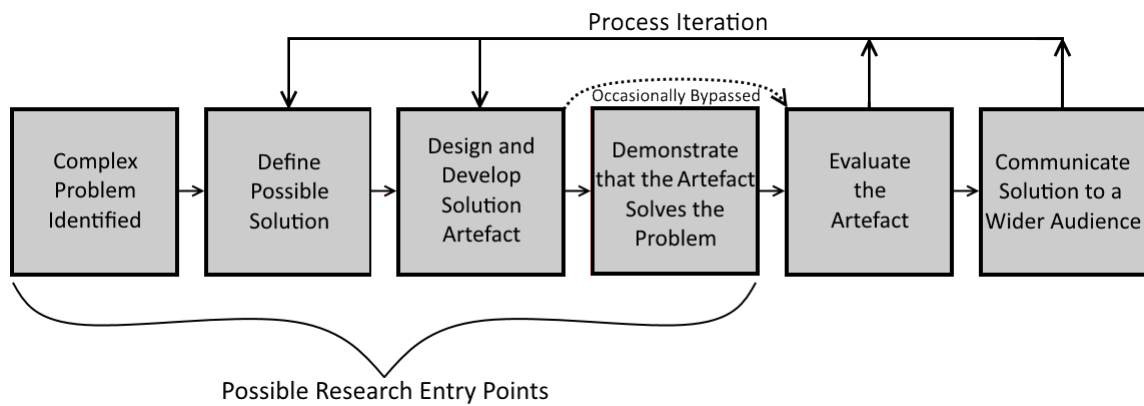 Process Iteration
Occasionally Bypassed
Complex
Problem
Identified
Define
Possible
Solution
Design and
Develop
Solution
Artefact
Demonstrate
that the Artefact
Solves the
Problem
Evaluate
the
Artefact
Communicate
Solution to a
Wider Audience
Possible Research Entry Points